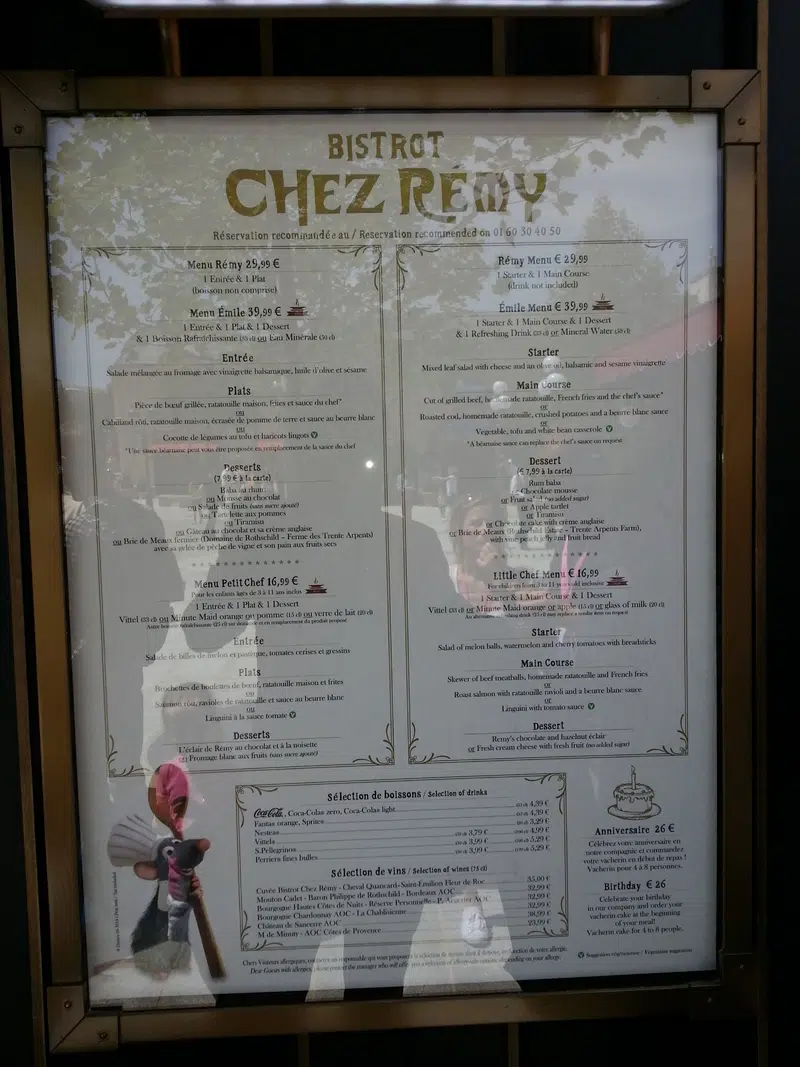 BISTROT
CHEZ RÉMY
Réservation recommandée au / Reservation recommended on 01 60 30 40 50
Menu Rémy 29,99 €
1 Entrée & 1 Plat
(boisson non comprise)
Menu Émile 39,99 €
1 Entrée & 1 Plat & 1 Dessert
& 1 Boisson Rafraîchissante (50 cl) ou Eau Minérale (50 cl)
Entrée
Salade mélangée au fromage avec vinaigrette balsamique, huile d'olive et sésame
Plats
Pièce de bœuf grillée, ratatouille maison, frites et sauce du chef*
ou
Cabillaud rôti, ratatouille maison, écrasée de pomme de terre et sauce au beurre blanc
ou
Cocotte de légumes au tofu et haricots lingots V
*Une sauce béarnaise peut vous être proposée en remplacement de la sauce du chef
Desserts
(7,99 € à la carte)
Baba au rhum
ou Mousse au chocolat
ou Salade de fruits (sans sucre ajouté)
ou Tartelette aux pommes
ou Tiramisu
ou Gâteau au chocolat et sa crème anglaise
ou Brie de Meaux fermier (Domaine de Rothschild – Ferme des Trente Arpents)
avec sa gelée de pêche de vigne et son pain aux fruits secs
Menu Petit Chef 16,99 €
Pour les enfants âgés de 3 à 11 ans inclus
1 Entrée & 1 Plat & 1 Dessert
Vittel (33 cl) ou Minute Maid orange ou pomme (15 cl) ou verre de lait (20 cl)
Entrée
Salade de billes de melon et pastèque, tomates cerises et gressins
Plats
Brochettes de boulettes de bœuf, ratatouille maison et frites
ou
Saumon rôti, ravioles de ratatouille et sauce au beurre blanc
ou
Linguini à la sauce tomate V
Desserts
L'éclair de Rémy au chocolat et à la noisette
ou Fromage blanc aux fruits (sans sucre ajouté)
Rémy Menu € 29,99
1 Starter & 1 Main Course
(drink not included)
Émile Menu € 39,99
1 Starter & 1 Main Course & 1 Dessert
& 1 Refreshing Drink (50 cl) or Mineral Water (50 cl)
Starter
Mixed leaf salad with cheese and an olive oil, balsamic and sesame vinaigrette
Main Course
Cut of grilled beef, homemade ratatouille, French fries and the chef's sauce*
or
Roasted cod, homemade ratatouille, crushed potatoes and a beurre blanc sauce
or
Vegetable, tofu and white bean casserole V
*A béarnaise sauce can replace the chef's sauce on request
Dessert
(€ 7,99 à la carte)
Rum baba
or Chocolate mousse
or Fruit salad (no added sugar)
or Apple tartlet
or Tiramisu
or Chocolate cake with crème anglaise
or Brie de Meaux (Rothschild Estate – Trente Arpents Farm),
with vine peach jelly and fruit bread
Little Chef Menu € 16,99
For children from 3 to 11 years old inclusive
1 Starter & 1 Main Course & 1 Dessert
Vittel (33 cl) or Minute Maid orange or apple (15 cl) or glass of milk (20 cl)
Starter
Salad of melon balls, watermelon and cherry tomatoes with breadsticks
Main Course
Skewer of beef meatballs, homemade ratatouille and French fries
or
Roast salmon with ratatouille ravioli and a beurre blanc sauce
or
Linguini with tomato sauce V
Dessert
Remy's chocolate and hazelnut éclair
or Fresh cream cheese with fresh fruit (no added sugar)
Sélection de boissons / Selection of drinks
Coca-Cola, Coca-Colas zero, Coca-Colas light 4,39 €
Fantas orange, Sprites 4,39 €
Nesteas 3,29 €
Vittels 3,79 € 4,99 €
S.Pellegrinos 3,99 € 5,29 €
Perriers fines bulles 3,99 € 5,29 €
Sélection de vins / Selection of wines (75 cl)
Cuvée Bistrot Chez Rémy - Cheval Quancard-Saint-Émilion Heut de Roc 35,00 €
Mouton Cadet - Baron Philippe de Rothschild - Bordeaux AOC 32,99 €
Bourgogne Hautes Côtes de Nuits - Réserve Personnelle - AOC 32,99 €
Bourgogne Chardonnay AOC - La Chablisienne 32,99 €
Château de Sancerre AOC 38,99 €
M de Minuty - AOC Côtes de Provence 23,99 €
Anniversaire 26 €
Célébrez votre anniversaire en
notre compagnie et commandez
votre vacherin en début de repas !
Vacherin pour 4 à 8 personnes.
Birthday € 26
Celebrate your birthday
in our company and order your
vacherin cake at the beginning
of your meal!
Vacherin cake for 4 to 8 people.
V Suggestion végétarienne / Vegetarian suggestion